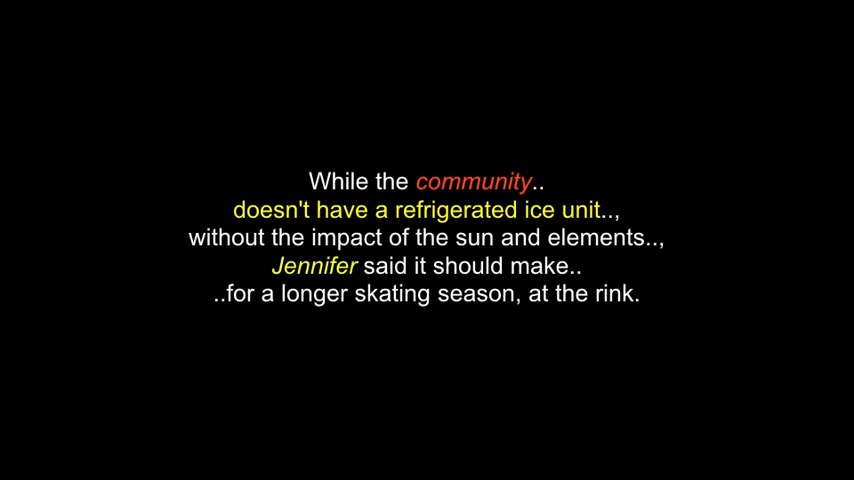 While the community..
doesn't have a refrigerated ice unit..,
without the impact of the sun and elements..,
Jennifer said it should make..
..for a longer skating season, at the rink.